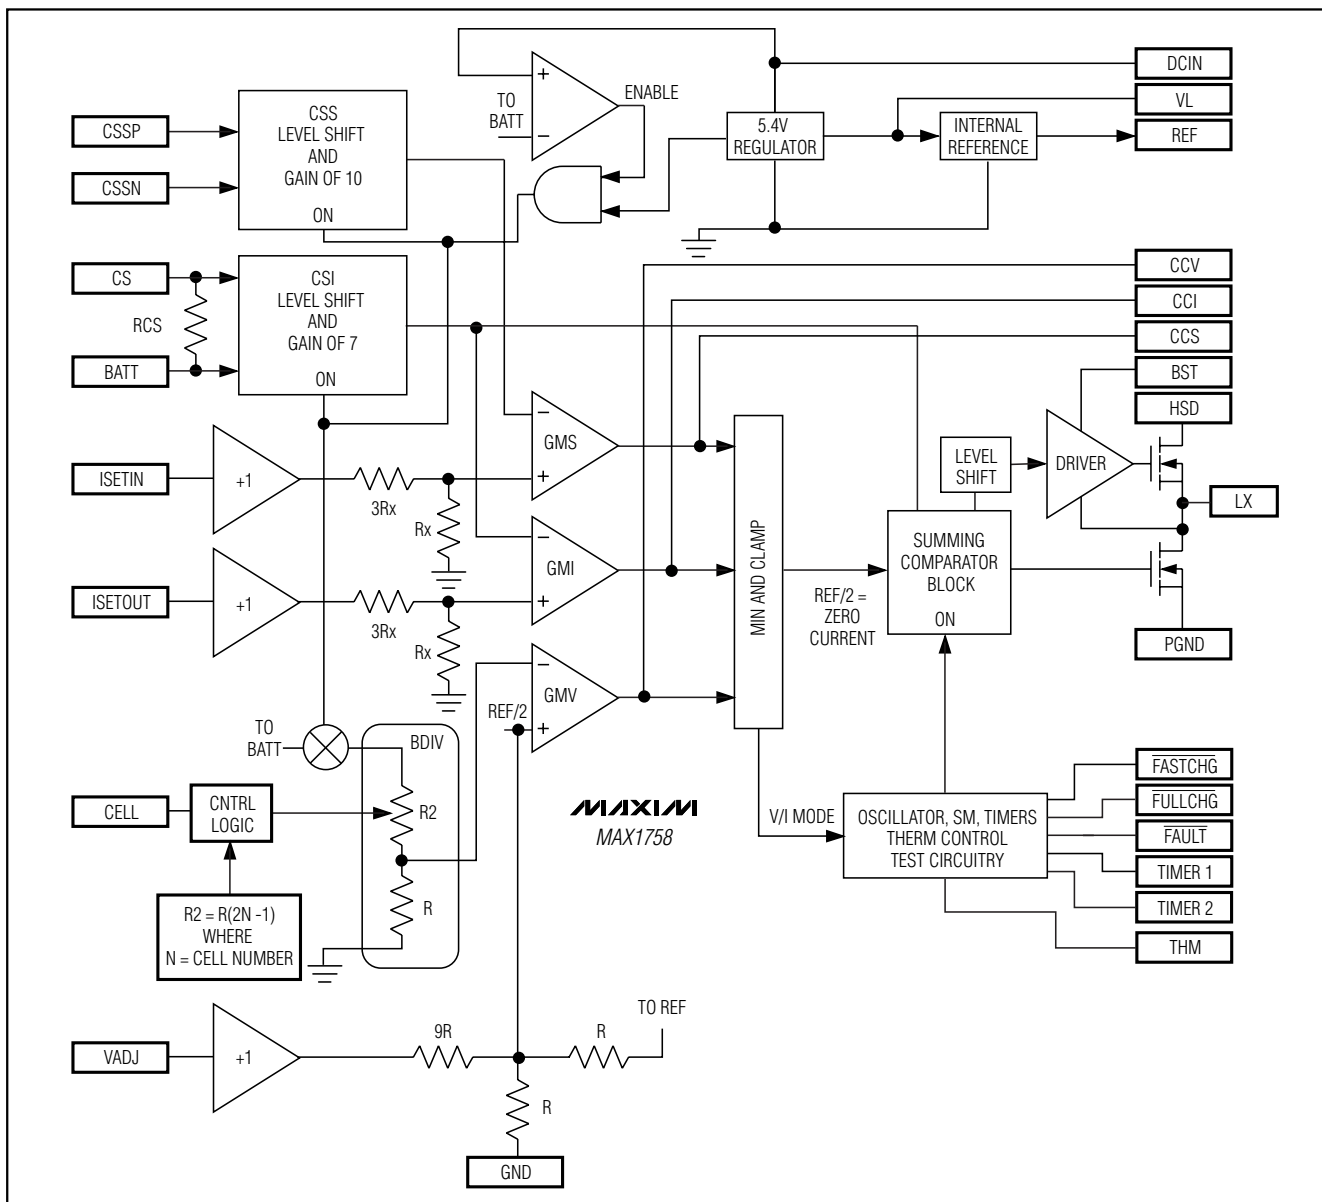 DCIN
VL
REF
TO
BATT
+
−
ENABLE
5.4V
REGULATOR
INTERNAL
REFERENCE
CSSP
CSSN
CSS
LEVEL SHIFT
AND
GAIN OF 10
ON
CS
RCS
BATT
CSI
LEVEL SHIFT
AND
GAIN OF 7
ON
CCV
CCI
CCS
BST
HSD
ISETIN
+1
3Rx
Rx
−
GMS
+
ISETOUT
+1
3Rx
Rx
−
GMI
+
−
GMV
REF/2
+
MIN AND CLAMP
REF/2 =
ZERO
CURRENT
LEVEL
SHIFT
DRIVER
LX
SUMMING
COMPARATOR
BLOCK
ON
PGND
TO
BATT
BDIV
CELL
CNTRL
LOGIC
R2
R
R2 = R(2N -1)
WHERE
N = CELL NUMBER
MAXIM
MAX1758
V/I MODE
OSCILLATOR, SM, TIMERS
THERM CONTROL
TEST CIRCUITRY
FASTCHG
FULLCHG
FAULT
TIMER 1
TIMER 2
THM
VADJ
+1
9R
R
TO REF
R
GND